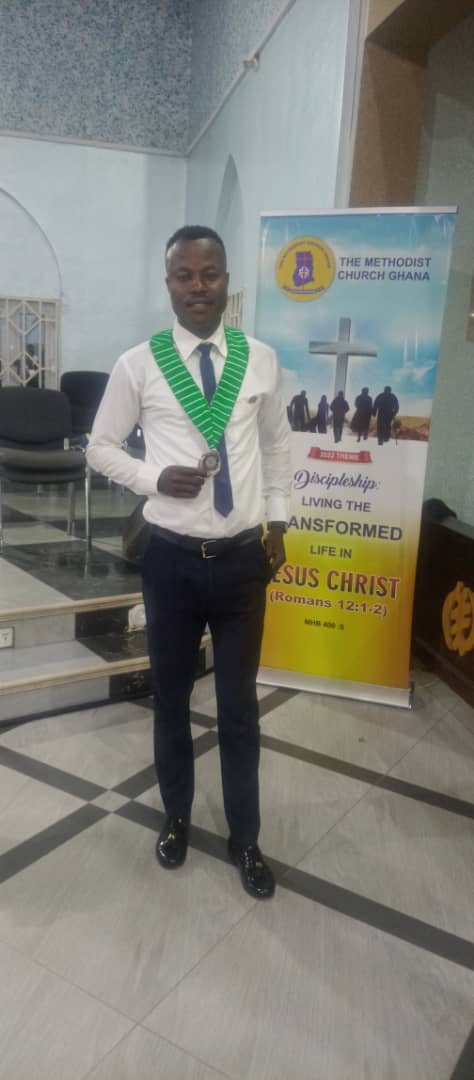 THE METHODIST
CHURCH GHANA
2022 THEME
Discipleship:
LIVING THE
ANSFORMED
LIFE IN
ESUS CHRIST
(Romans 12:1-2)